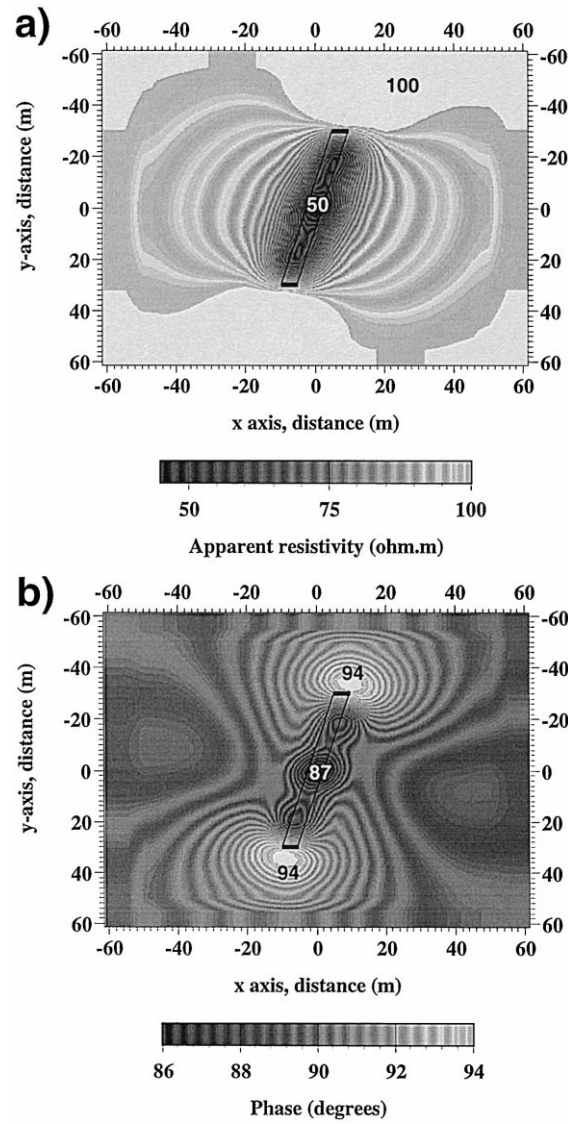 a)
-60 -40 -20 0 20 40 60
-60 -60
-40 100 -40
-20 -20
0 50 0
20 20
40 40
60 60
-60 -40 -20 0 20 40 60
y-axis, distance (m)
x axis, distance (m)
50 75 100
Apparent resistivity (ohm.m)
b)
-60 -40 -20 0 20 40 60
-60 -60
-40 94 -40
-20 -20
0 87 0
20 20
40 94 40
60 60
-60 -40 -20 0 20 40 60
y-axis, distance (m)
x axis, distance (m)
86 88 90 92 94
Phase (degrees)